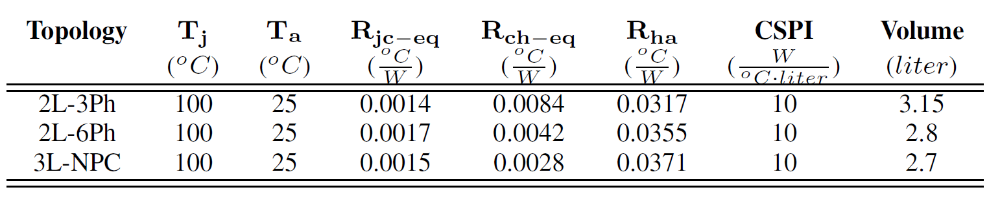 Topology T_j T_a R_jc−eq R_ch−eq R_ha CSPI Volume
(°C) (°C) (°C/W) (°C/W) (°C/W) (W/°C·liter) (liter)
2L-3Ph 100 25 0.0014 0.0084 0.0317 10 3.15
2L-6Ph 100 25 0.0017 0.0042 0.0355 10 2.8
3L-NPC 100 25 0.0015 0.0028 0.0371 10 2.7